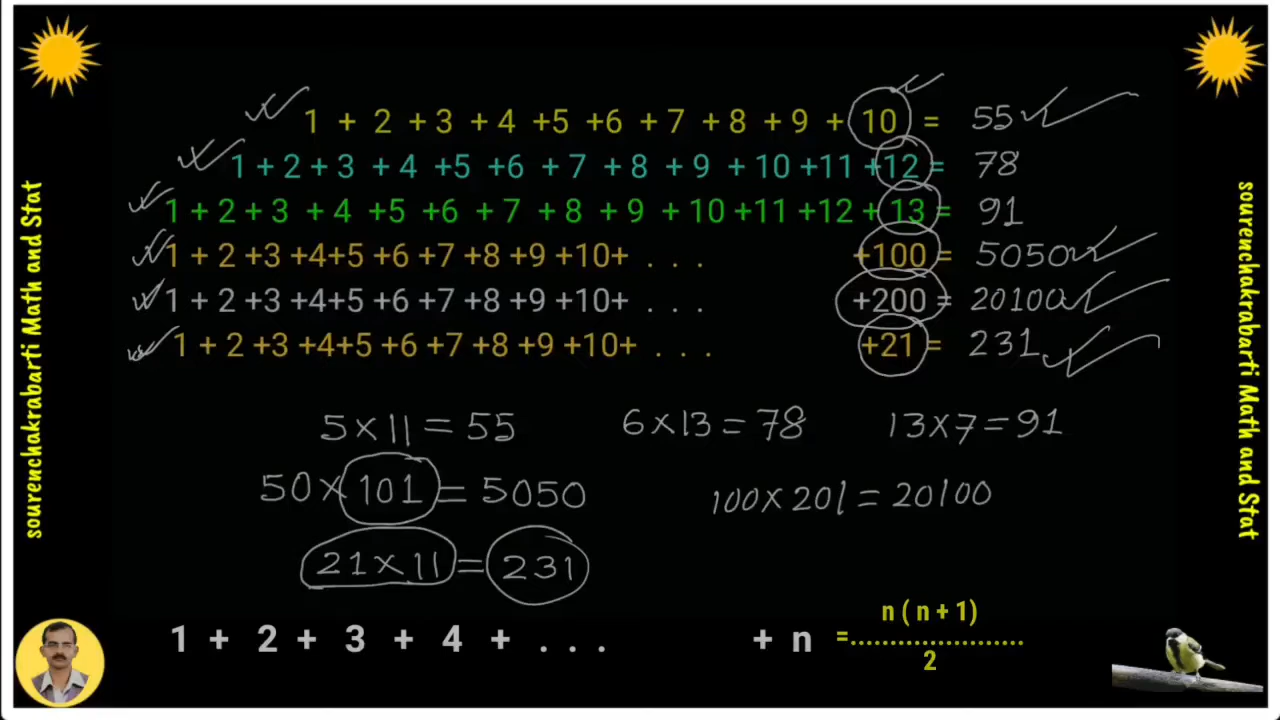 1 + 2 + 3 + 4 +5 +6 + 7 + 8 + 9 + 10 = 55
1 + 2 + 3 + 4 +5 +6 + 7 + 8 + 9 + 10 +11 +12 = 78
1 + 2 + 3 + 4 +5 +6 + 7 + 8 + 9 + 10 +11 +12 + 13 = 91
1 + 2 +3 +4+5 +6 +7 +8 +9 +10+ . . . +100 = 5050
1 + 2 +3 +4+5 +6 +7 +8 +9 +10+ . . . +200 = 20100
1 + 2 +3 +4+5 +6 +7 +8 +9 +10+ . . . +21 = 231
5 × 11 = 55 6 × 13 = 78 13 × 7 = 91
50 × 101 = 5050 100 × 201 = 20100
21 × 11 = 231
n ( n + 1)
1 + 2 + 3 + 4 + . . . + n =......................
2
sourenchakrabarti Math and Stat
sourenchakrabarti Math and Stat